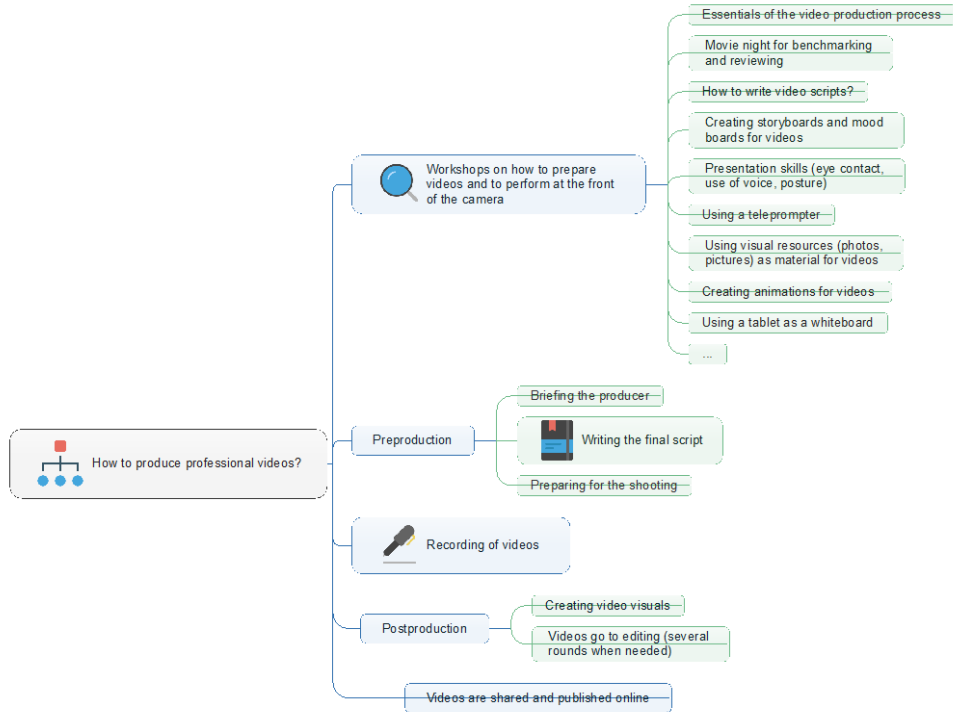 Essentials of the video production process
Movie night for benchmarking
and reviewing
How to write video scripts?
Creating storyboards and mood
boards for videos
Workshops on how to prepare
videos and to perform at the front
of the camera
Presentation skills (eye contact,
use of voice, posture)
Using a teleprompter
Using visual resources (photos,
pictures) as material for videos
Creating animations for videos
Using a tablet as a whiteboard
...
How to produce professional videos?
Preproduction
Briefing the producer
Writing the final script
Preparing for the shooting
Recording of videos
Postproduction
Creating video visuals
Videos go to editing (several
rounds when needed)
Videos are shared and published online